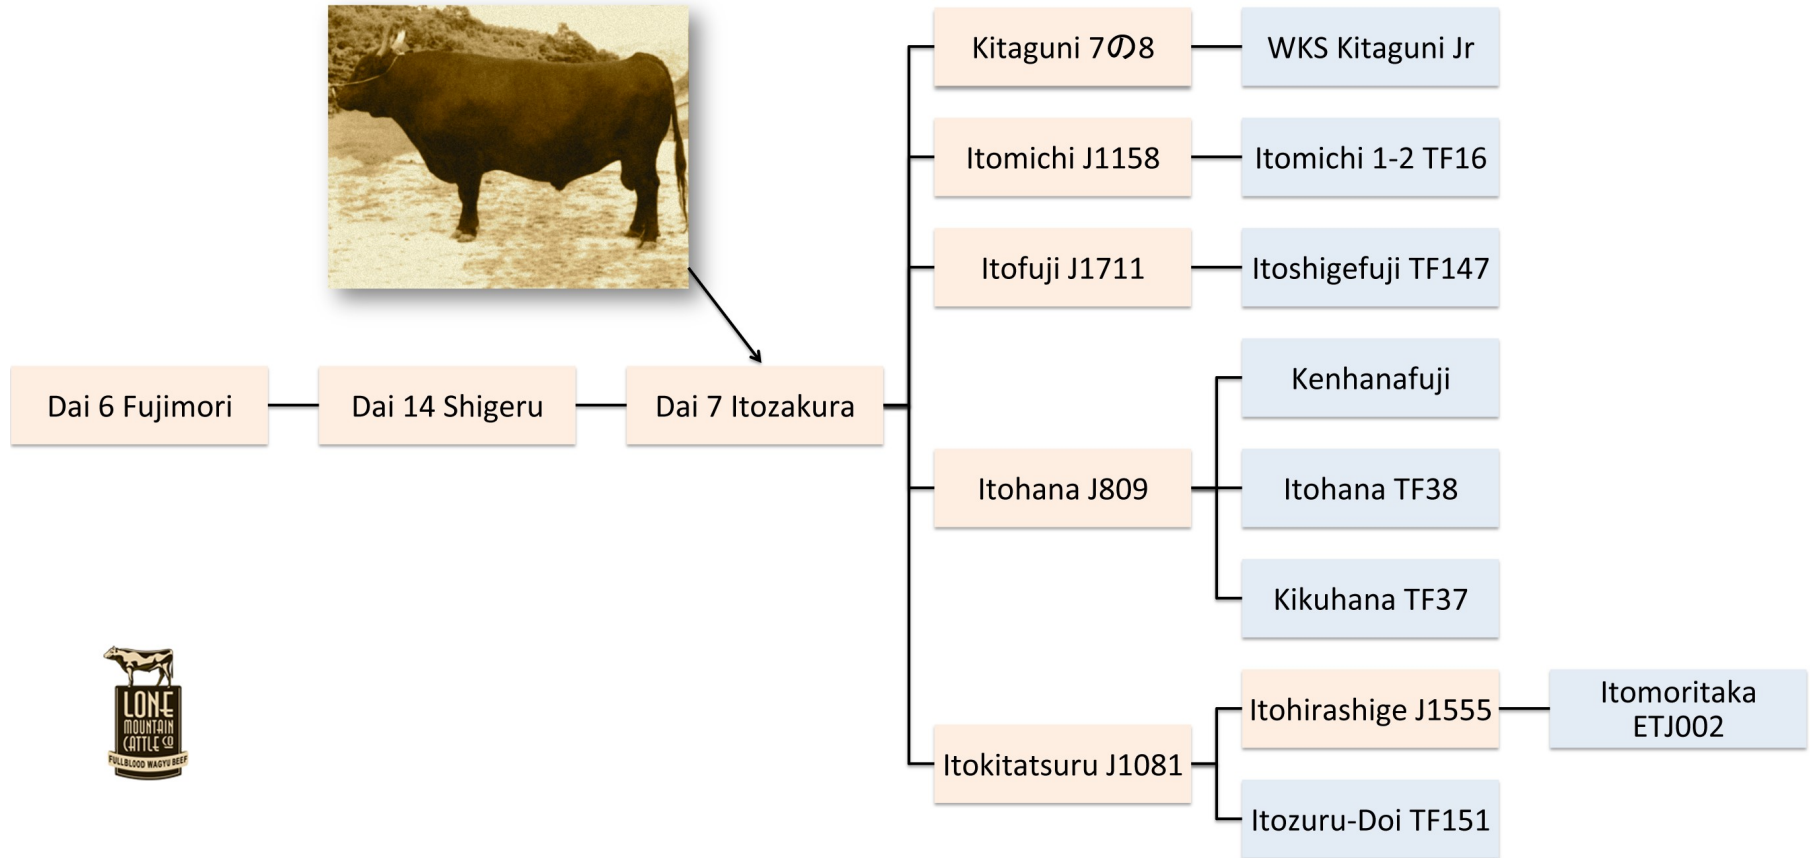 Kitaguni 7の8
WKS Kitaguni Jr
Itomichi J1158
Itomichi 1-2 TF16
Itofuji J1711
Itoshigefuji TF147
Kenhanafuji
Dai 6 Fujimori
Dai 14 Shigeru
Dai 7 Itozakura
Itohana J809
Itohana TF38
Kikuhana TF37
Itohirashige J1555
Itomoritaka
ETJ002
Itokitatsuru J1081
Itozuru-Doi TF151
LONE
MOUNTAIN
CATTLE CO
FULLBLOOD WAGYU BEEF